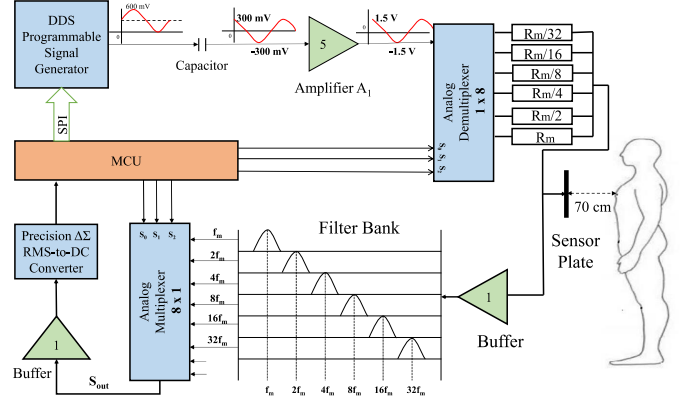 DDS
Programmable
Signal
Generator
600 mV
0
Capacitor
300 mV
0
-300 mV
5
Amplifier A1
1.5 V
0
-1.5 V
Analog
Demultiplexer
1 x 8
S0 S1 S2
Rm/32
Rm/16
Rm/8
Rm/4
Rm/2
Rm
SPI
MCU
70 cm
Sensor
Plate
Precision ΔΣ
RMS-to-DC
Converter
S0 S1 S2
Analog
Multiplexer
8 x 1
Filter Bank
fm
2fm
4fm
8fm
16fm
32fm
1
Buffer
1
Buffer
Sout
fm 2fm 4fm 8fm 16fm 32fm